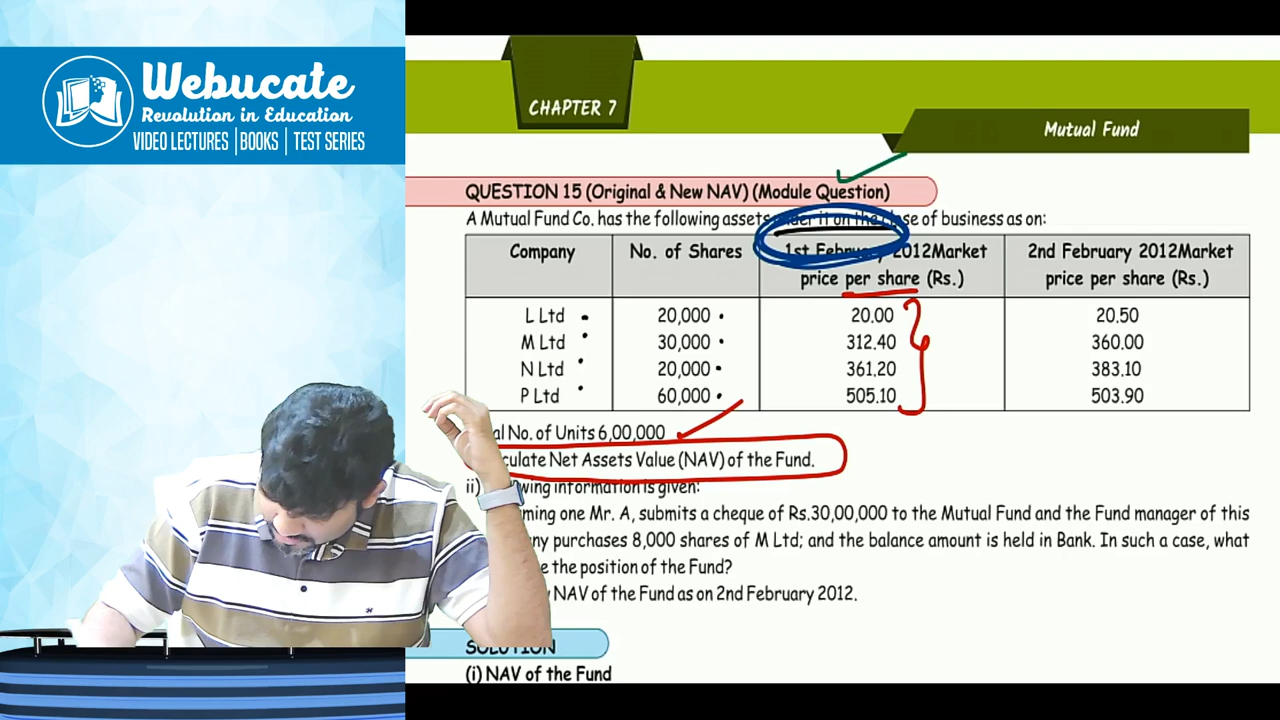 Webucate
Revolution in Education
VIDEO LECTURES | BOOKS | TEST SERIES
CHAPTER 7
Mutual Fund
QUESTION 15 (Original & New NAV) (Module Question)
A Mutual Fund Co. has the following assets under it on the close of business as on:
Company No. of Shares 1st February 2012Market price per share (Rs.) 2nd February 2012Market price per share (Rs.)
L Ltd 20,000 20.00 20.50
M Ltd 30,000 312.40 360.00
N Ltd 20,000 361.20 383.10
P Ltd 60,000 505.10 503.90
No. of Units 6,00,000
Net Assets Value (NAV) of the Fund.
ii) information is given:
one Mr. A, submits a cheque of Rs.30,00,000 to the Mutual Fund and the Fund manager of this
purchases 8,000 shares of M Ltd; and the balance amount is held in Bank. In such a case, what
the position of the Fund?
NAV of the Fund as on 2nd February 2012.
SOLUTION
(i) NAV of the Fund